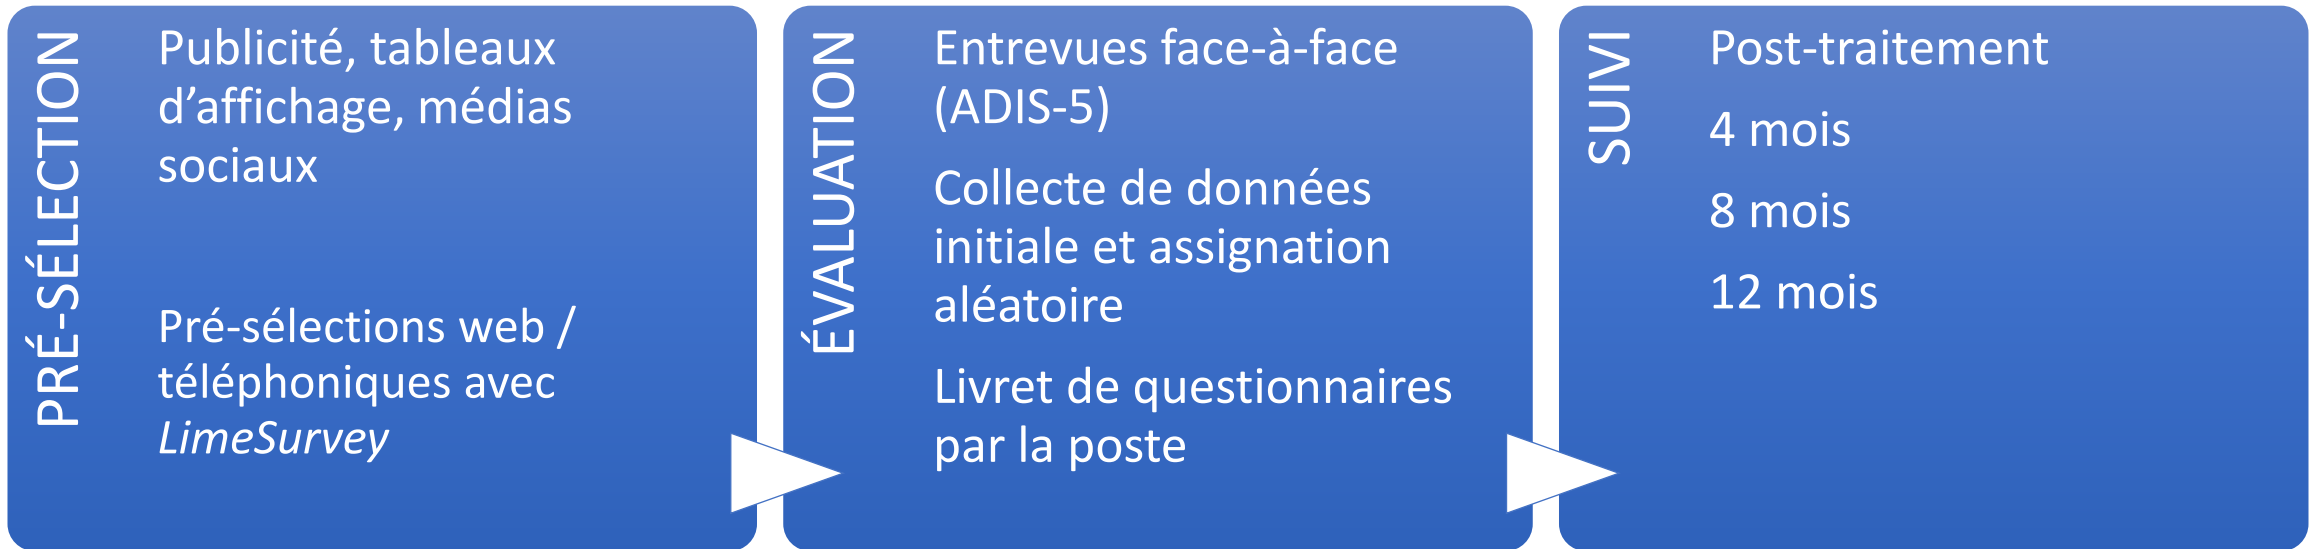 PRÉ-SÉLECTION
Publicité, tableaux
d’affichage, médias
sociaux
Pré-sélections web /
téléphoniques avec
LimeSurvey
ÉVALUATION
Entrevues face-à-face
(ADIS-5)
Collecte de données
initiale et assignation
aléatoire
Livret de questionnaires
par la poste
SUIVI
Post-traitement
4 mois
8 mois
12 mois